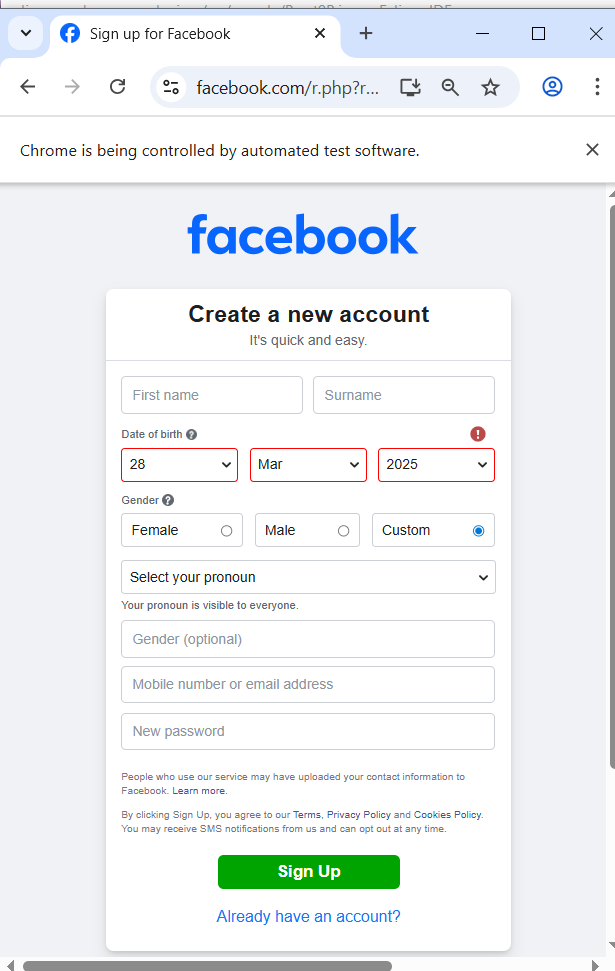 Sign up for Facebook
facebook.com/r.php?r...
Chrome is being controlled by automated test software.
facebook
Create a new account
It's quick and easy.
First name Surname
Date of birth ?
28 Mar 2025
Gender ?
Female Male Custom
Select your pronoun
Your pronoun is visible to everyone.
Gender (optional)
Mobile number or email address
New password
People who use our service may have uploaded your contact information to
Facebook. Learn more.
By clicking Sign Up, you agree to our Terms, Privacy Policy and Cookies Policy.
You may receive SMS notifications from us and can opt out at any time.
Sign Up
Already have an account?